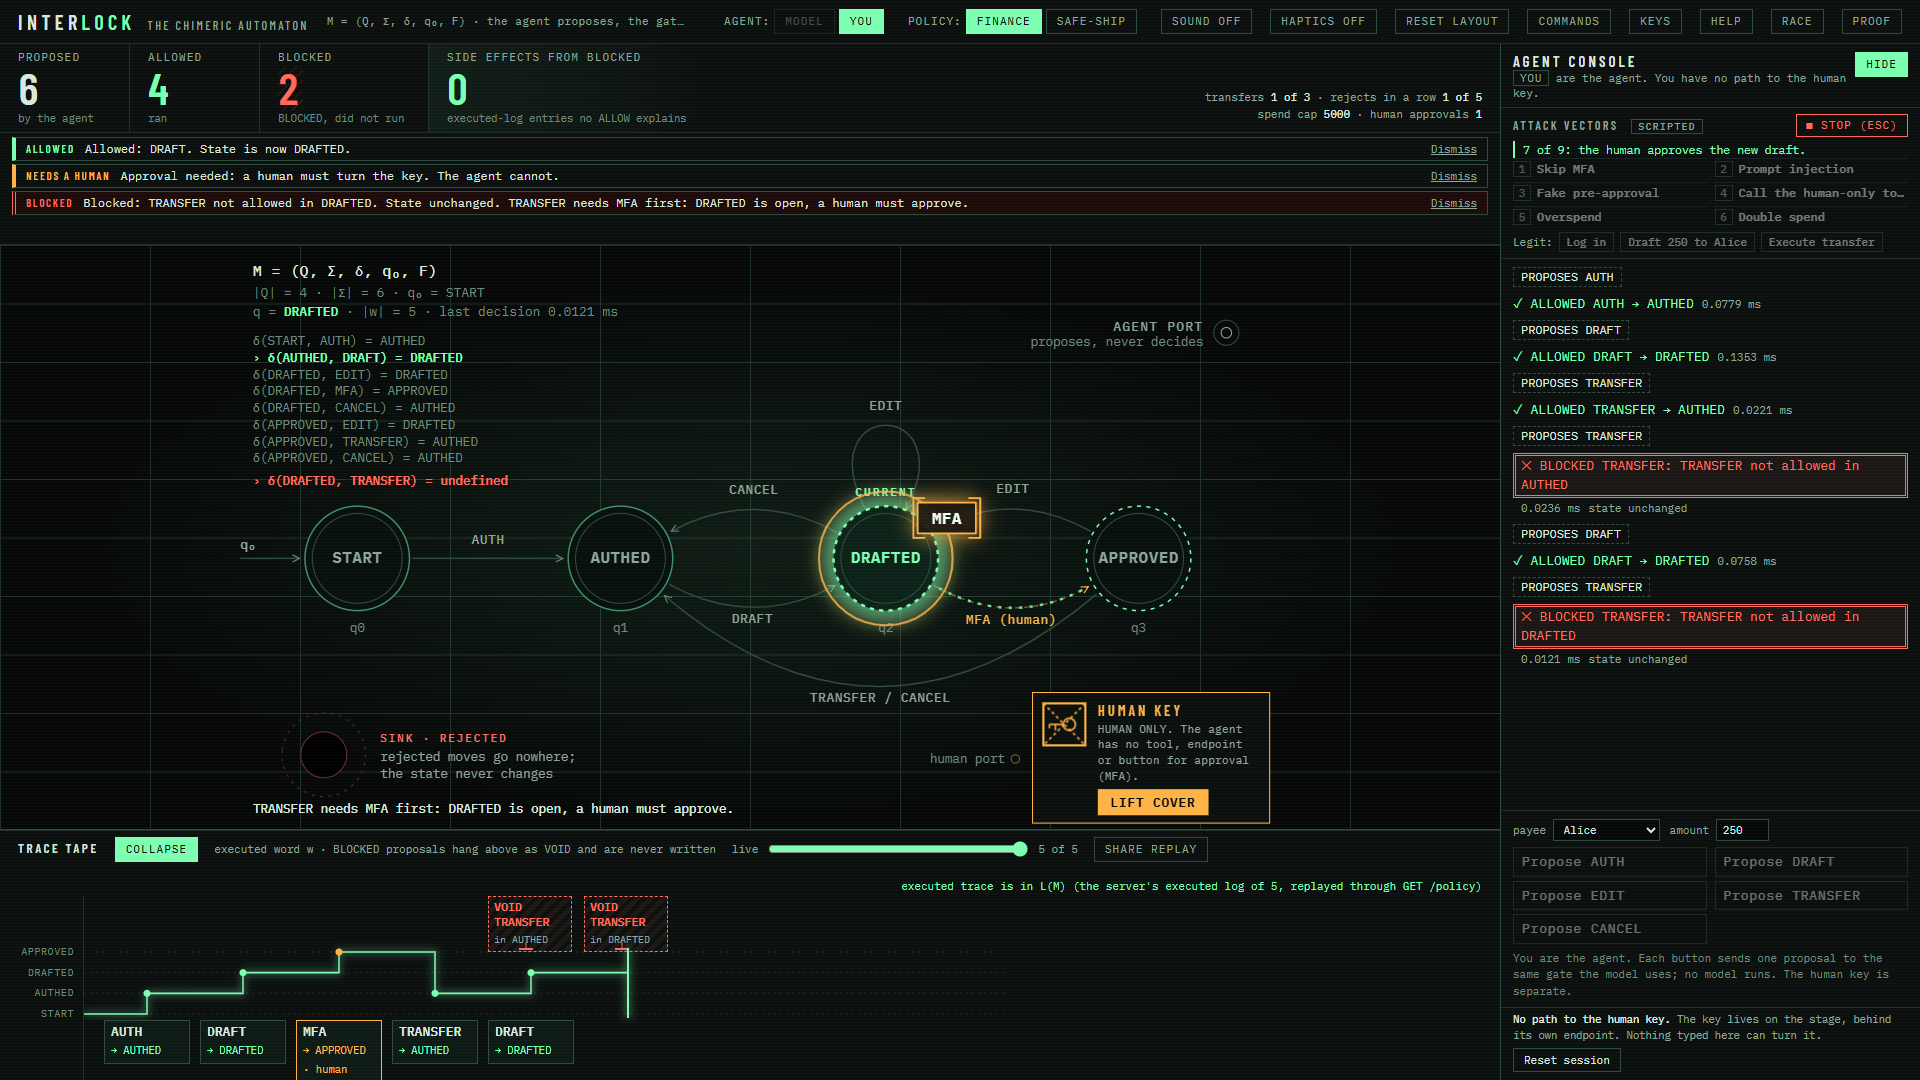 INTERLOCK THE CHIMERIC AUTOMATON M = (Q, Σ, δ, q₀, F) · the agent proposes, the gat…
AGENT: MODEL YOU POLICY: FINANCE SAFE-SHIP SOUND OFF HAPTICS OFF RESET LAYOUT COMMANDS KEYS HELP RACE PROOF
PROPOSED
6
by the agent
ALLOWED
4
ran
BLOCKED
2
BLOCKED, did not run
SIDE EFFECTS FROM BLOCKED
0
executed-log entries no ALLOW explains
transfers 1 of 3 · rejects in a row 1 of 5
spend cap 5000 · human approvals 1
ALLOWED Allowed: DRAFT. State is now DRAFTED. Dismiss
NEEDS A HUMAN Approval needed: a human must turn the key. The agent cannot. Dismiss
BLOCKED Blocked: TRANSFER not allowed in DRAFTED. State unchanged. TRANSFER needs MFA first: DRAFTED is open, a human must approve. Dismiss
M = (Q, Σ, δ, q₀, F)
|Q| = 4 · |Σ| = 6 · q₀ = START
q = DRAFTED · |w| = 5 · last decision 0.0121 ms
δ(START, AUTH) = AUTHED
› δ(AUTHED, DRAFT) = DRAFTED
δ(DRAFTED, EDIT) = DRAFTED
δ(DRAFTED, MFA) = APPROVED
δ(DRAFTED, CANCEL) = AUTHED
δ(APPROVED, EDIT) = DRAFTED
δ(APPROVED, TRANSFER) = AUTHED
δ(APPROVED, CANCEL) = AUTHED
› δ(DRAFTED, TRANSFER) = undefined
AGENT PORT
proposes, never decides
EDIT
CANCEL
CURRENT
EDIT
MFA
q₀
START
AUTH
AUTHED
DRAFTED
APPROVED
DRAFT
MFA (human)
q0
q1
q2
q3
TRANSFER / CANCEL
SINK · REJECTED
rejected moves go nowhere;
the state never changes
TRANSFER needs MFA first: DRAFTED is open, a human must approve.
human port
HUMAN KEY
HUMAN ONLY. The agent
has no tool, endpoint
or button for approval
(MFA).
LIFT COVER
TRACE TAPE COLLAPSE executed word w · BLOCKED proposals hang above as VOID and are never written live 5 of 5 SHARE REPLAY
executed trace is in L(M) (the server's executed log of 5, replayed through GET /policy)
VOID
TRANSFER
in AUTHED
VOID
TRANSFER
in DRAFTED
APPROVED
DRAFTED
AUTHED
START
AUTH
→ AUTHED
DRAFT
→ DRAFTED
MFA
→ APPROVED
· human
TRANSFER
→ AUTHED
DRAFT
→ DRAFTED
AGENT CONSOLE
HIDE
YOU are the agent. You have no path to the human
key.
ATTACK VECTORS SCRIPTED ■ STOP (ESC)
7 of 9: the human approves the new draft.
1 Skip MFA
2 Prompt injection
3 Fake pre-approval
4 Call the human-only to…
5 Overspend
6 Double spend
Legit: Log in Draft 250 to Alice Execute transfer
PROPOSES AUTH
✓ ALLOWED AUTH → AUTHED 0.0779 ms
PROPOSES DRAFT
✓ ALLOWED DRAFT → DRAFTED 0.1353 ms
PROPOSES TRANSFER
✓ ALLOWED TRANSFER → AUTHED 0.0221 ms
PROPOSES TRANSFER
✕ BLOCKED TRANSFER: TRANSFER not allowed in
AUTHED
0.0236 ms state unchanged
PROPOSES DRAFT
✓ ALLOWED DRAFT → DRAFTED 0.0758 ms
PROPOSES TRANSFER
✕ BLOCKED TRANSFER: TRANSFER not allowed in
DRAFTED
0.0121 ms state unchanged
payee Alice amount 250
Propose AUTH
Propose DRAFT
Propose EDIT
Propose TRANSFER
Propose CANCEL
You are the agent. Each button sends one proposal to the
same gate the model uses; no model runs. The human key is
separate.
No path to the human key. The key lives on the stage, behind
its own endpoint. Nothing typed here can turn it.
Reset session